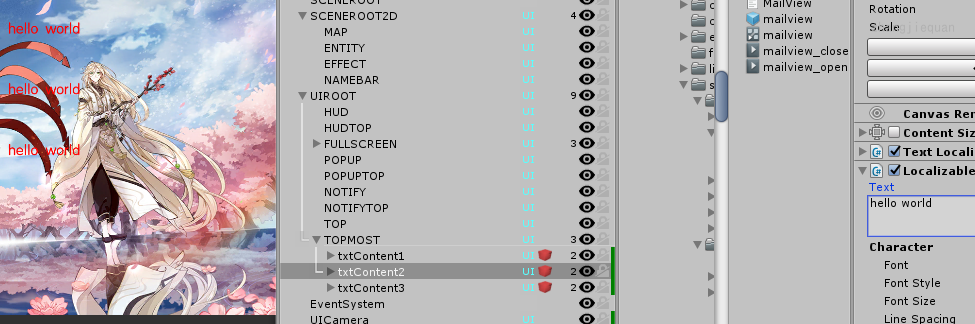 hello world
hello world
hello world
SCENEROOT2D UI 4
MAP UI
ENTITY UI
EFFECT UI
NAMEBAR UI
UIROOT UI 9
HUD UI
HUDTOP UI
FULLSCREEN UI 3
POPUP UI
POPUPTOP UI
NOTIFY UI
NOTIFYTOP UI
TOP UI
TOPMOST UI 3
txtContent1 UI 2
txtContent2 UI 2
txtContent3 UI 2
EventSystem
UICamera UI
MailView
mailview
mailview
mailview_close
mailview_open
Rotation
Scale
Canvas Ren
Content Siz
Text Locali
Localizable
Text
hello world
Character
Font
Font Style
Font Size
Line Spacing